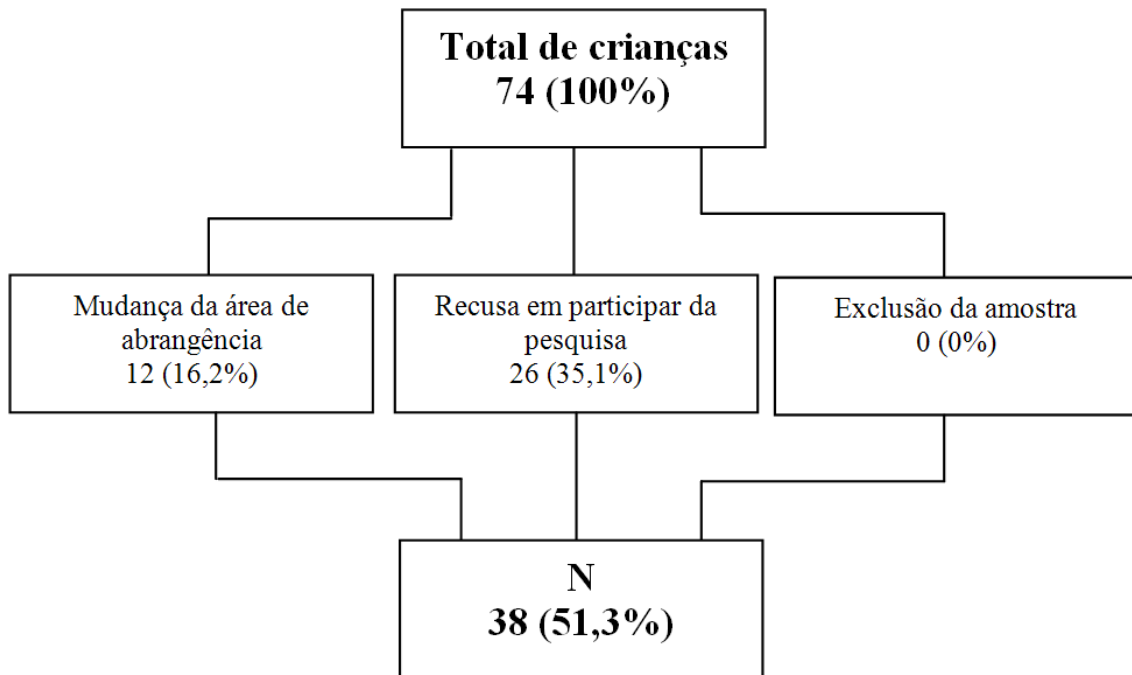 Total de crianças
74 (100%)
Mudança da área de
abrangência
12 (16,2%)
Recusa em participar da
pesquisa
26 (35,1%)
Exclusão da amostra
0 (0%)
N
38 (51,3%)